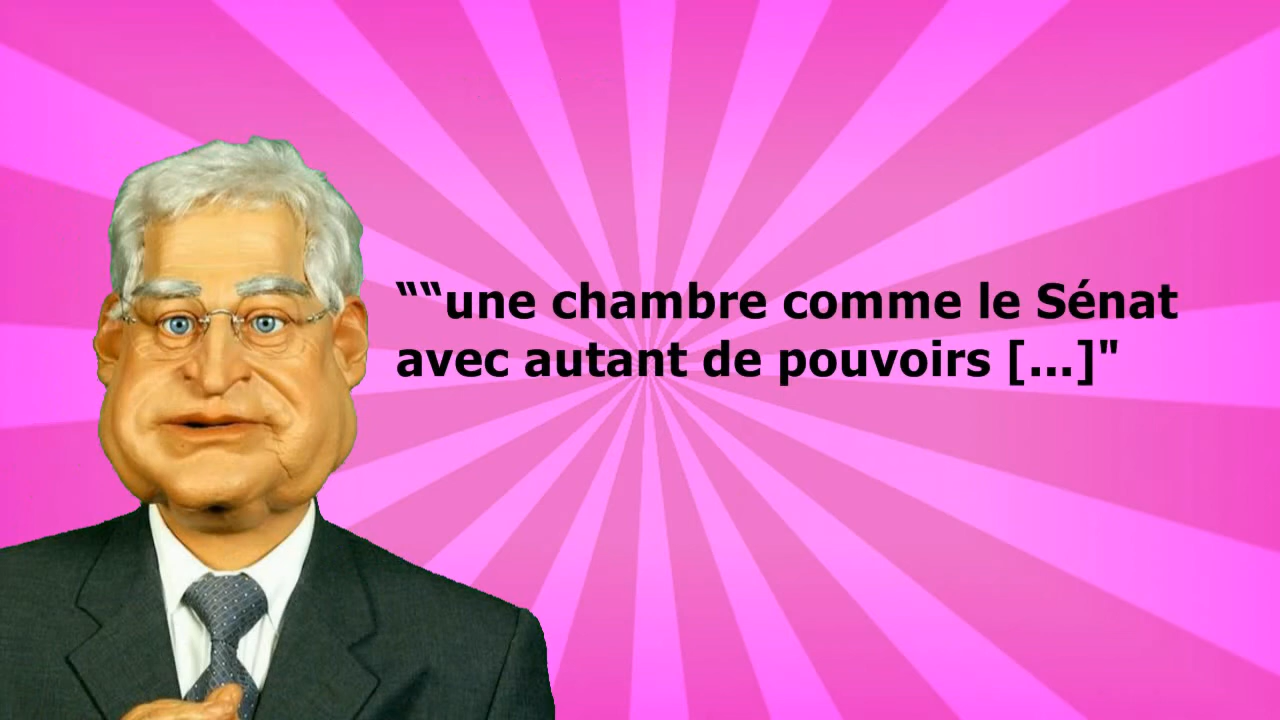 ““une chambre comme le Sénat
avec autant de pouvoirs [...]"